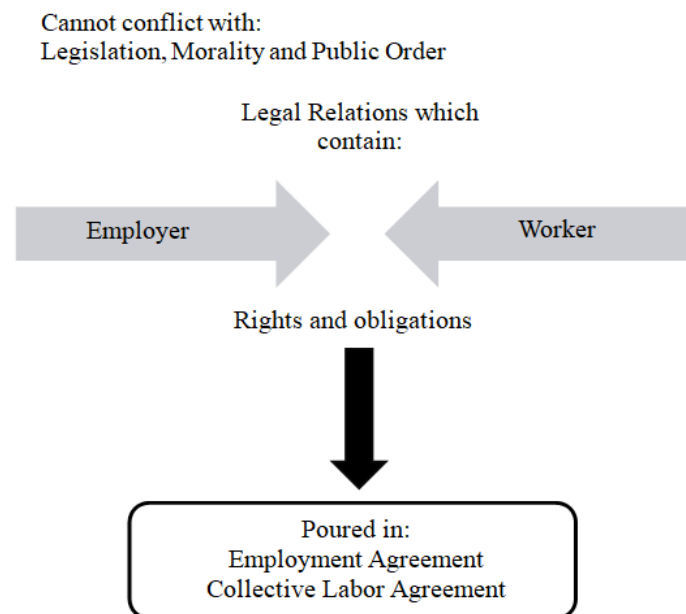 Cannot conflict with:
Legislation, Morality and Public Order
Legal Relations which
contain:
Employer
Worker
Rights and obligations
Poured in:
Employment Agreement
Collective Labor Agreement